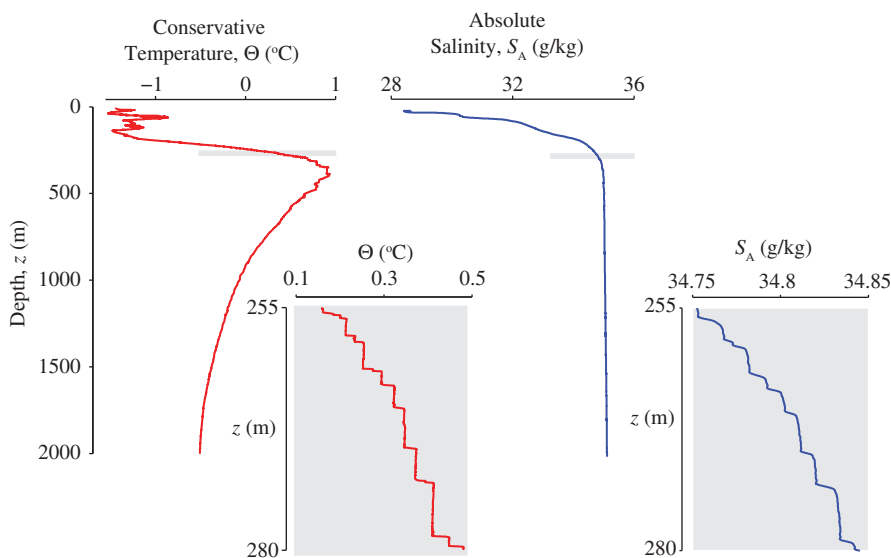 Conservative
Temperature, Θ (°C)
−1 0 1
Absolute
Salinity, S_A (g/kg)
28 32 36
0
500
1000
1500
2000
Depth, z (m)
Θ (°C)
0.1 0.3 0.5
255
z (m)
280
S_A (g/kg)
34.75 34.8 34.85
255
z (m)
280